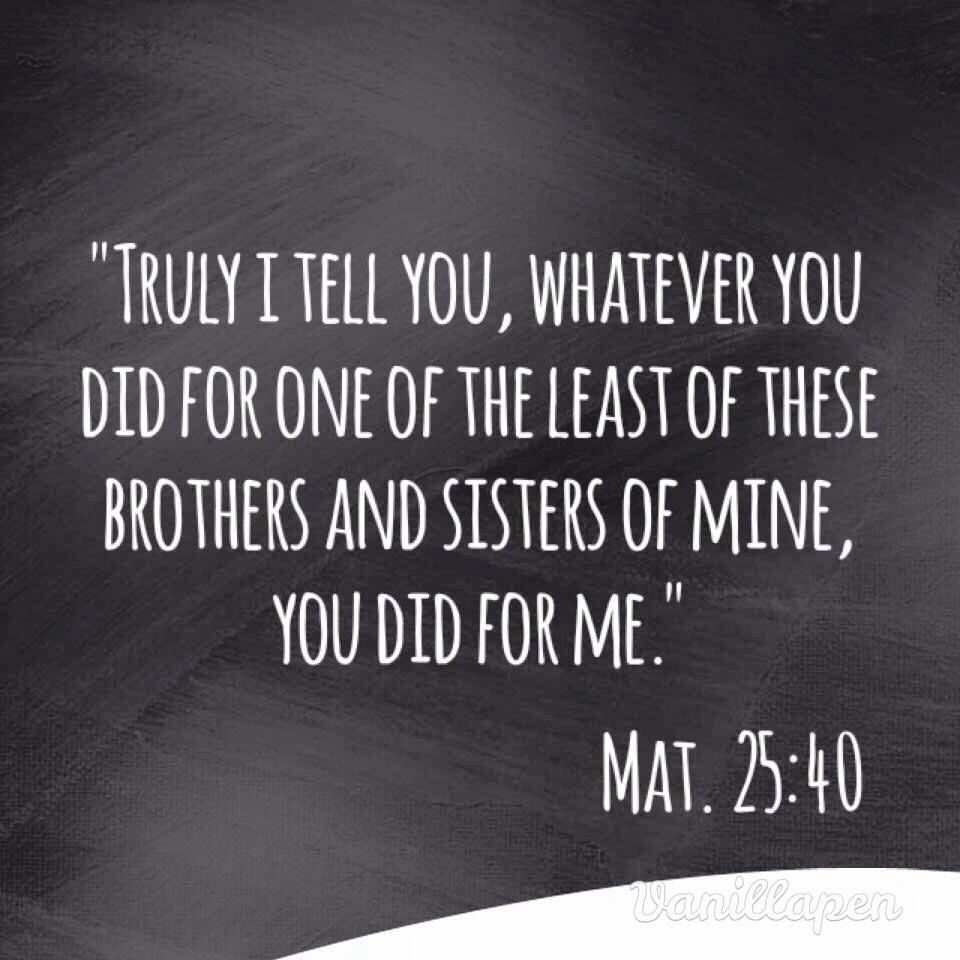 "Truly i tell you, whatever you
did for one of the least of these
brothers and sisters of mine,
you did for me."
Mat. 25:40
Vanillapen